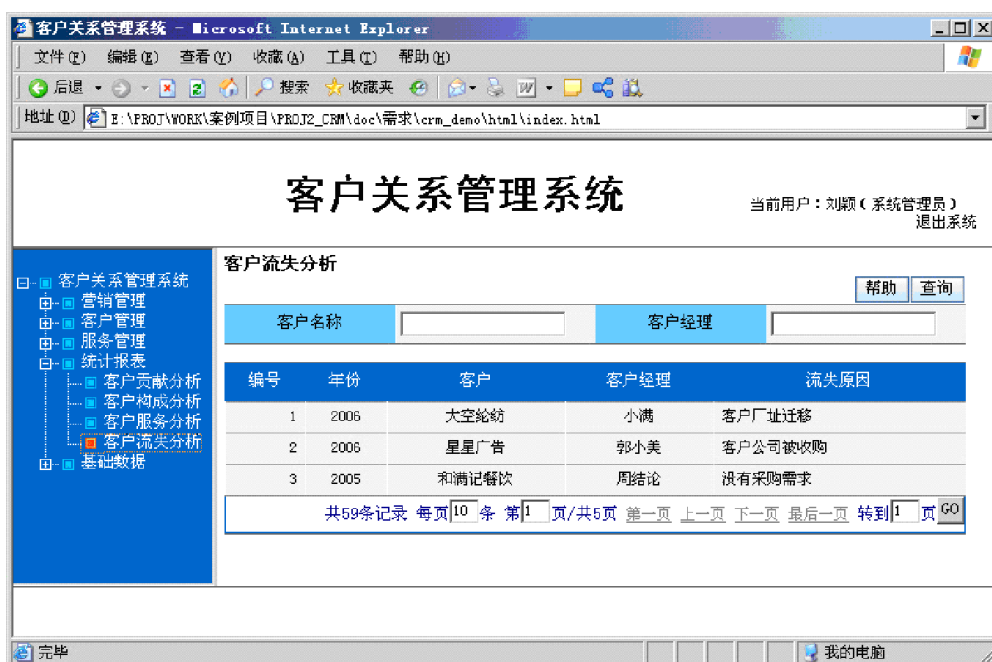 客户关系管理系统 - Microsoft Internet Explorer
文件(F) 编辑(E) 查看(V) 收藏(A) 工具(T) 帮助(H)
后退 搜索 收藏夹
地址(D) E:\PROJ\WORK\案例项目\PROJ2_CRM\doc\需求\crm_demo\html\index.html
客户关系管理系统
当前用户：刘颖（系统管理员）
退出系统
客户关系管理系统
营销管理
客户管理
服务管理
统计报表
客户贡献分析
客户构成分析
客户服务分析
客户流失分析
基础数据
客户流失分析
帮助 查询
客户名称 客户经理
编号 年份 客户 客户经理 流失原因
1 2006 太空纶纺 小满 客户厂址迁移
2 2006 星星广告 郭小美 客户公司被收购
3 2005 和满记餐饮 周结论 没有采购需求
共59条记录 每页 10 条 第 1 页/共5页 第一页 上一页 下一页 最后一页 转到 1 页 GO
完毕 我的电脑